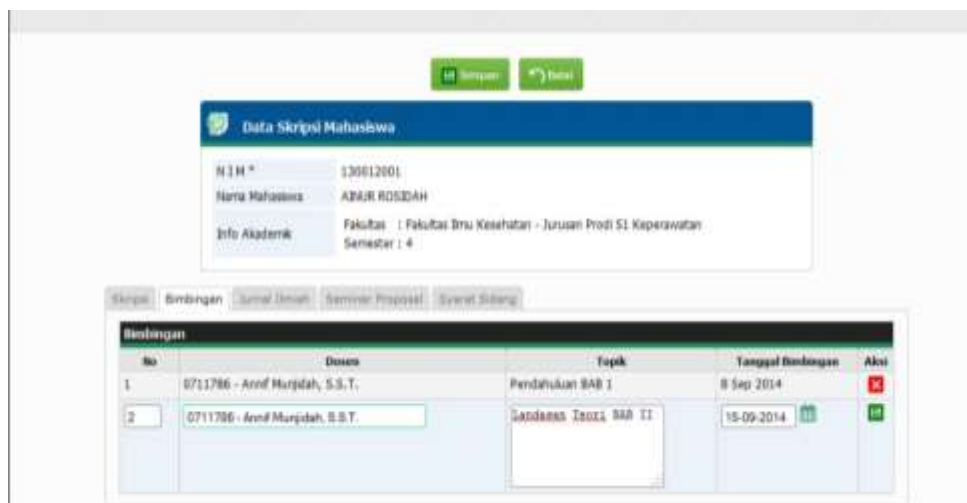 Simpan Batal
Data Skripsi Mahasiswa
N I M *
130012001
Nama Mahasiswa AINUR ROSIDAH
Info Akademik
Fakultas : Fakultas Ilmu Kesehatan - Jurusan Prodi S1 Keperawatan
Semester : 4
Skripsi Bimbingan Jurnal Ilmiah Seminar Proposal Syarat Sidang
Bimbingan
No Dosen Topik Tanggal Bimbingan Aksi
1 0711786 - Annif Munjidah, S.S.T. Pendahuluan BAB 1 8 Sep 2014
2 0711786 - Annif Munjidah, S.S.T. Landasan Teori BAB II 15-09-2014